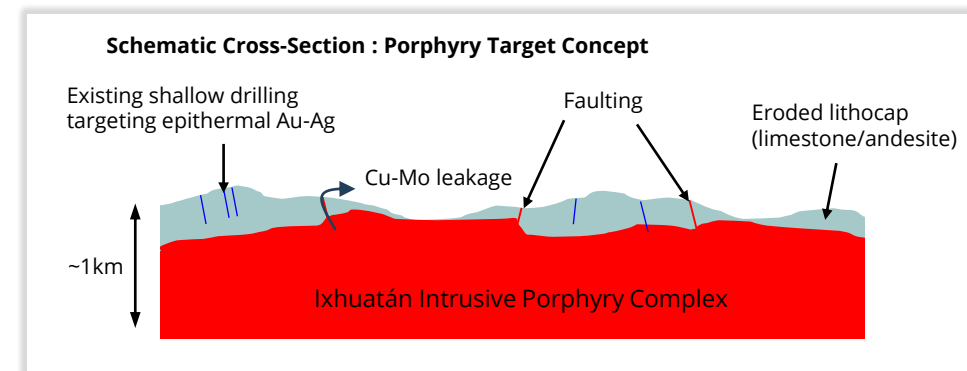 Schematic Cross-Section : Porphyry Target Concept
Existing shallow drilling
targeting epithermal Au-Ag
Faulting
Eroded lithocap
(limestone/andesite)
Cu-Mo leakage
~1km
Ixhuatán Intrusive Porphyry Complex